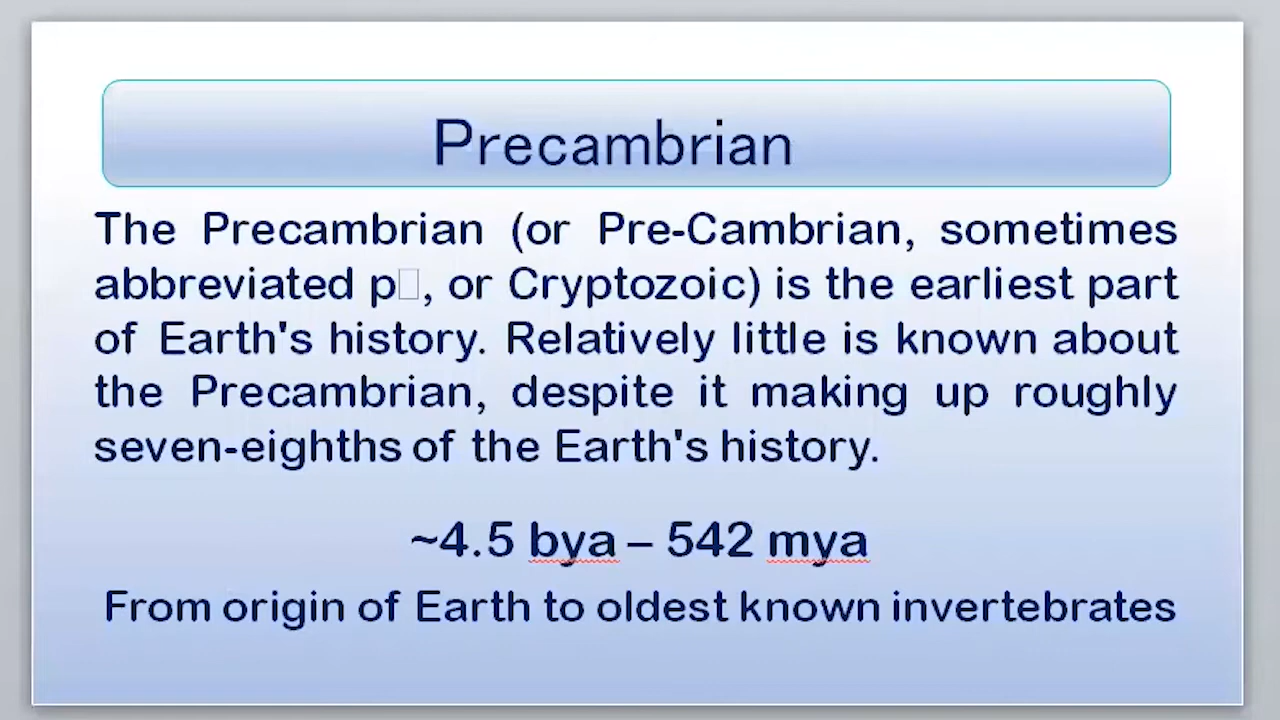 Precambrian
The Precambrian (or Pre-Cambrian, sometimes
abbreviated p□, or Cryptozoic) is the earliest part
of Earth's history. Relatively little is known about
the Precambrian, despite it making up roughly
seven-eighths of the Earth's history.
~4.5 bya – 542 mya
From origin of Earth to oldest known invertebrates